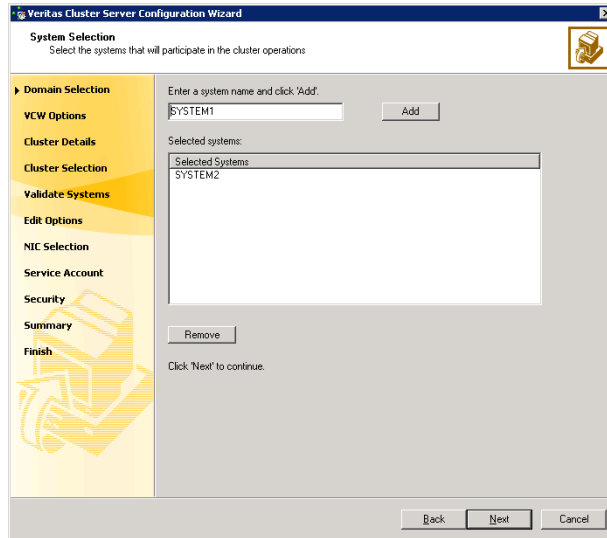 Veritas Cluster Server Configuration Wizard
System Selection
Select the systems that will participate in the cluster operations
Domain Selection
VCW Options
Cluster Details
Cluster Selection
Validate Systems
Edit Options
NIC Selection
Service Account
Security
Summary
Finish
Enter a system name and click 'Add'.
SYSTEM1
Add
Selected systems:
Selected Systems
SYSTEM2
Remove
Click 'Next' to continue.
Back
Next
Cancel